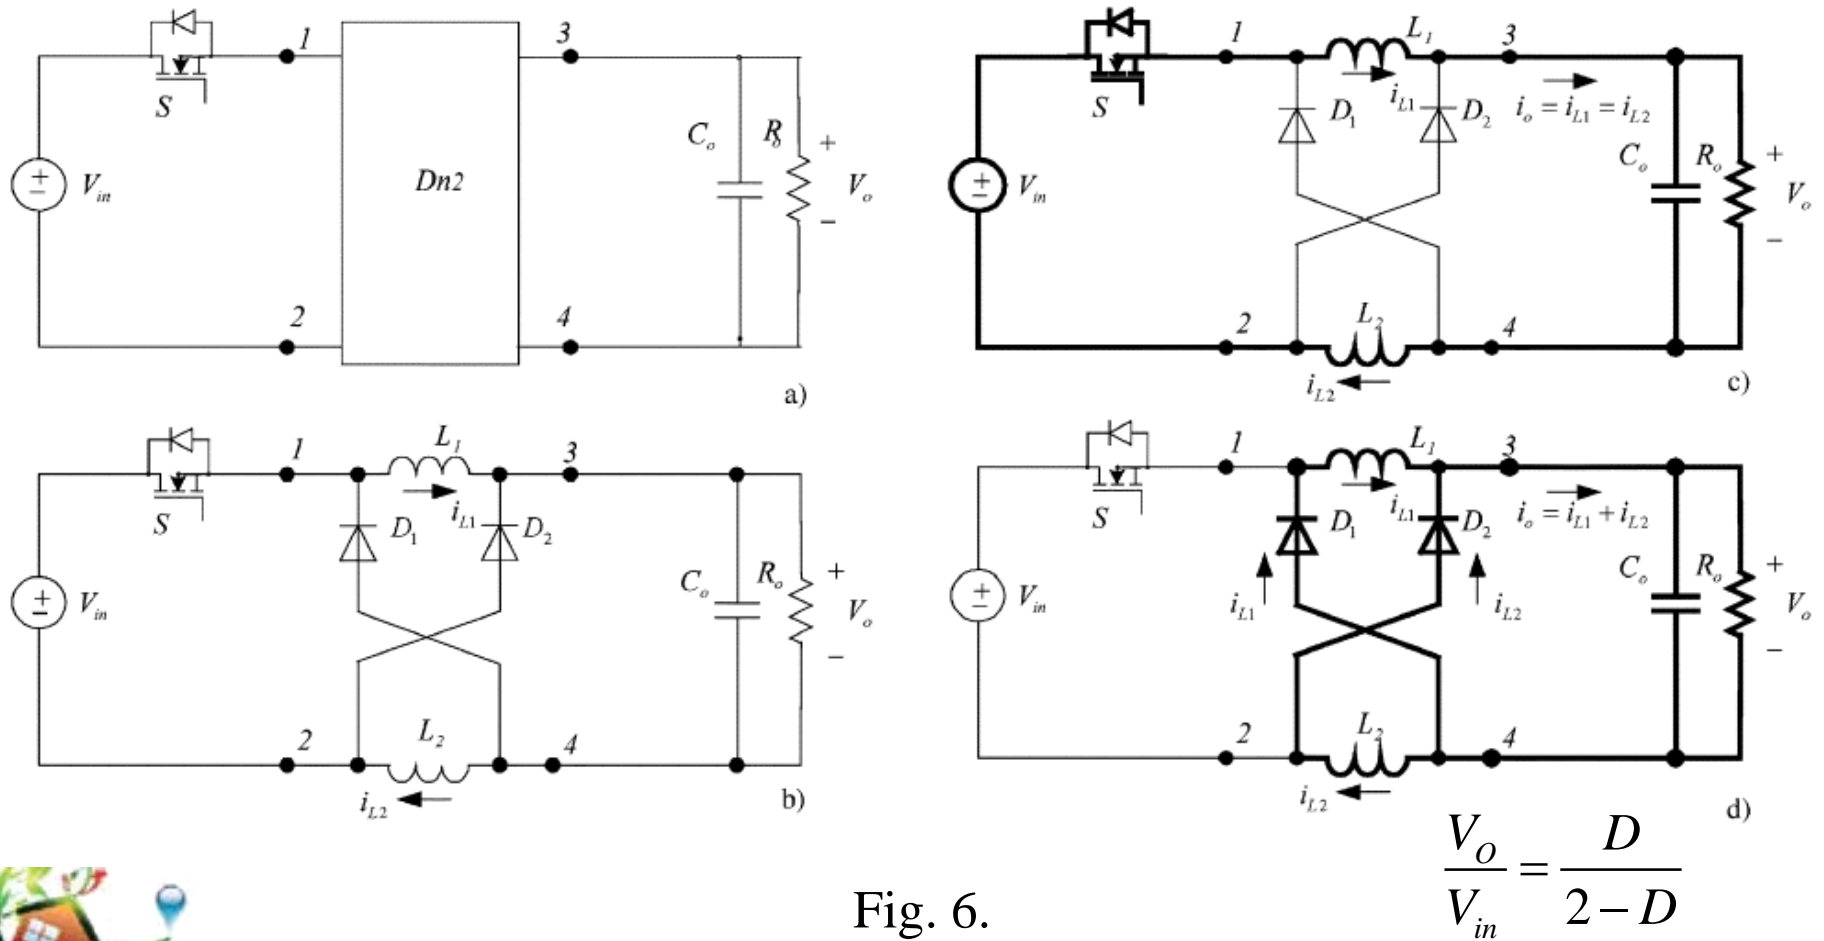 S
1
Dn2
3
V_in
C_o
R_o
+
V_o
−
2
4
a)
S
1
L_1
3
i_L1
D_1
D_2
V_in
C_o
R_o
+
V_o
−
2
L_2
4
i_L2
b)
S
1
L_1
3
i_L1
D_1
D_2
i_o = i_L1 = i_L2
V_in
C_o
R_o
+
V_o
−
2
L_2
4
i_L2
c)
S
1
L_1
3
i_L1
D_1
D_2
i_o = i_L1 + i_L2
V_in
i_L1
i_L2
C_o
R_o
+
V_o
−
2
L_2
4
i_L2
d)
V_O / V_in = D / 2 − D
Fig. 6.